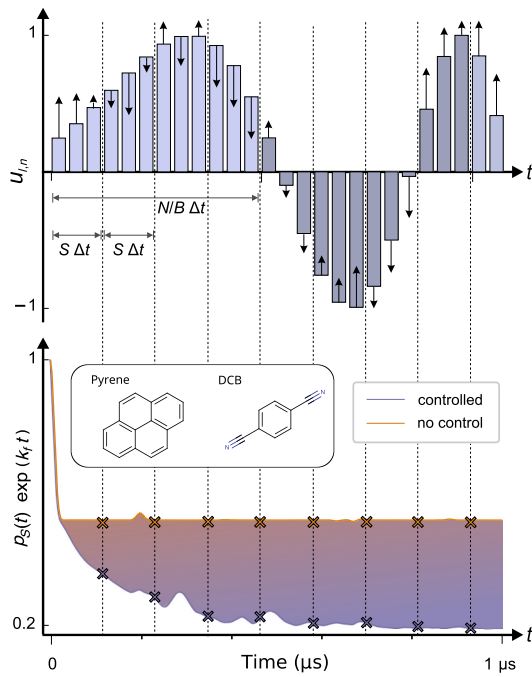 1
u_{l,n}
t
N/B Δt
S Δt S Δt
−1
1
Pyrene DCB
N N
controlled
no control
p_S(t) exp(k_f t)
0.2
t
0 Time (μs) 1 μs